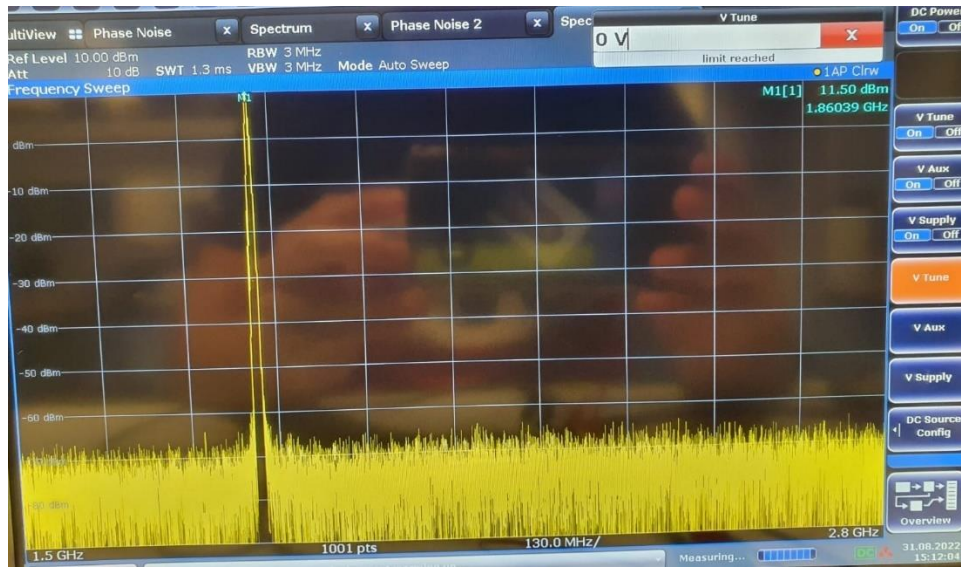 ultiView Phase Noise X Spectrum X Phase Noise 2 X Spec
V Tune
0 V X
limit reached
DC Power
On Of
Ref Level 10.00 dBm RBW 3 MHz
Att 10 dB SWT 1.3 ms VBW 3 MHz Mode Auto Sweep
Frequency Sweep 1AP Clrw
M1 M1[1] 11.50 dBm
1.86039 GHz
dBm
-10 dBm
-20 dBm
-30 dBm
-40 dBm
-50 dBm
-60 dBm
-80 dBm
V Tune
On Off
V Aux
On Off
V Supply
On Off
V Tune
V Aux
V Supply
DC Source
Config
Overview
1.5 GHz 1001 pts 130.0 MHz/ 2.8 GHz
Measuring... DC 31.08.2022
15:12:04